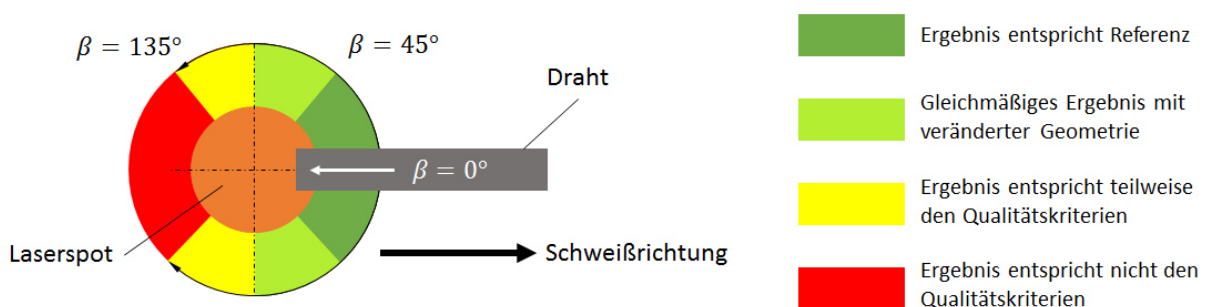 β = 135°
β = 45°
Draht
β = 0°
Laserspot
Schweißrichtung
Ergebnis entspricht Referenz
Gleichmäßiges Ergebnis mit
veränderter Geometrie
Ergebnis entspricht teilweise
den Qualitätskriterien
Ergebnis entspricht nicht den
Qualitätskriterien